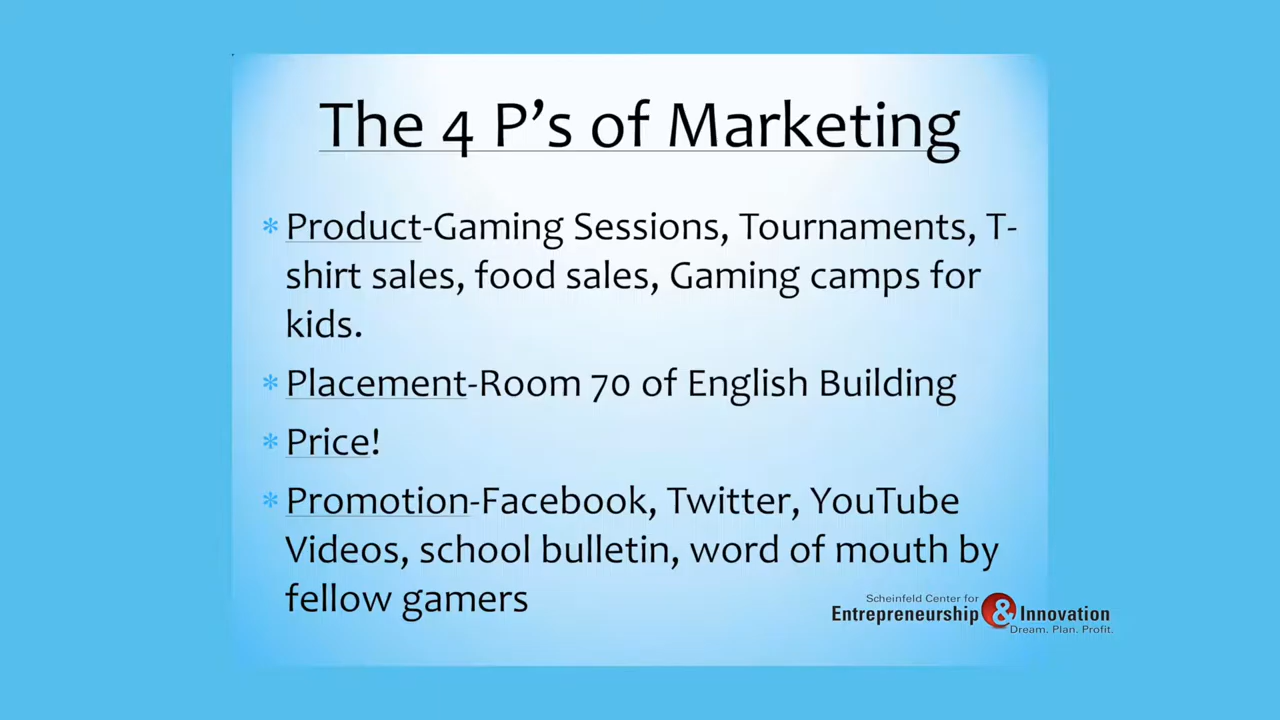 The 4 P's of Marketing
* Product-Gaming Sessions, Tournaments, T-
shirt sales, food sales, Gaming camps for
kids.
* Placement-Room 70 of English Building
* Price!
* Promotion-Facebook, Twitter, YouTube
Videos, school bulletin, word of mouth by
fellow gamers
Scheinfeld Center for
Entrepreneurship & Innovation
Dream. Plan. Profit.